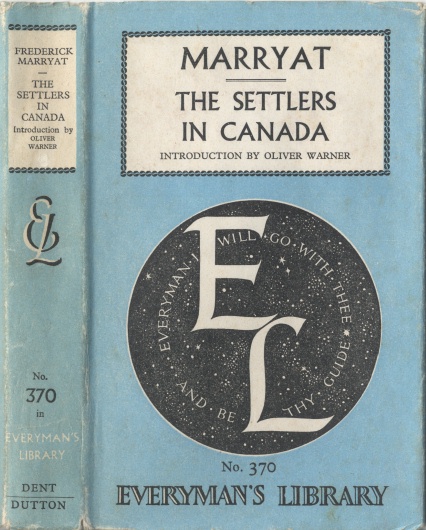 FREDERICK
MARRYAT
THE
SETTLERS
IN
CANADA
Introduction by
OLIVER
WARNER
EL
No.
370
in
EVERYMAN'S
LIBRARY
DENT
DUTTON
MARRYAT
THE SETTLERS
IN CANADA
INTRODUCTION BY OLIVER WARNER
EL
EVERYMAN · I WILL · GO · WITH · THEE
AND · BE · THY · GUIDE
No. 370
EVERYMAN'S LIBRARY